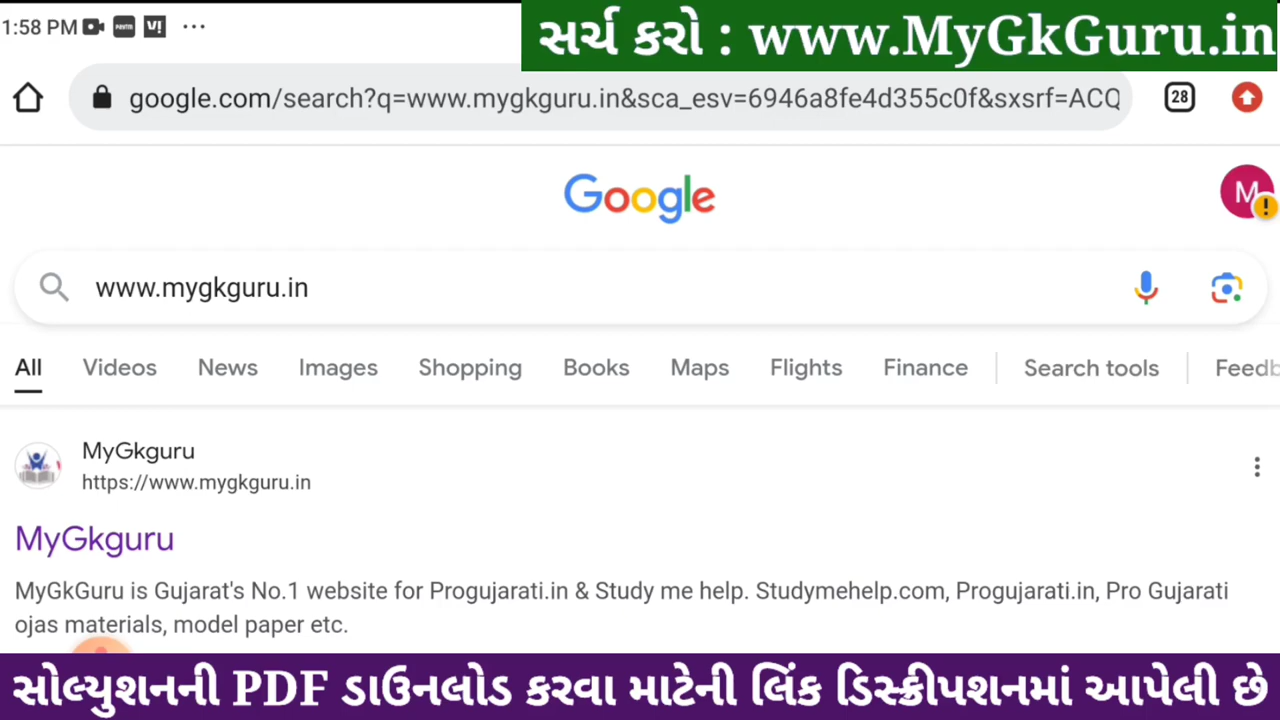 સર્ચ કરો : www.MyGkGuru.in
1:58 PM
google.com/search?q=www.mygkguru.in&sca_esv=6946a8fe4d355c0f&sxsrf=ACQ
28
Google
M
www.mygkguru.in
All Videos News Images Shopping Books Maps Flights Finance Search tools Feedb
MyGkguru
https://www.mygkguru.in
MyGkguru
MyGkGuru is Gujarat's No.1 website for Progujarati.in & Study me help. Studymehelp.com, Progujarati.in, Pro Gujarati
ojas materials, model paper etc.
સોલ્યુશનની PDF ડાઉનલોડ કરવા માટેની લિંક ડિસ્ક્રીપશનમાં આપેલી છે